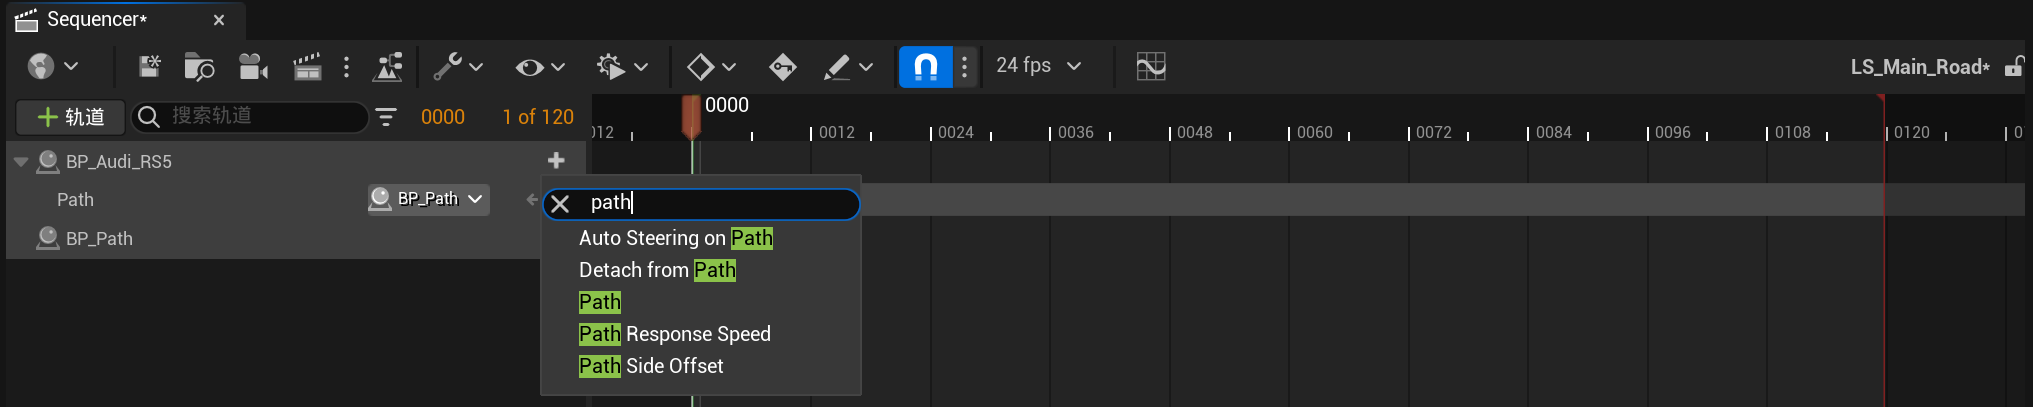 Sequencer*
24 fps
LS_Main_Road*
轨道
搜索轨道
0000
1 of 120
0000
012
0012
0024
0036
0048
0060
0072
0084
0096
0108
0120
BP_Audi_RS5
Path
BP_Path
path
BP_Path
Auto Steering on Path
Detach from Path
Path
Path Response Speed
Path Side Offset